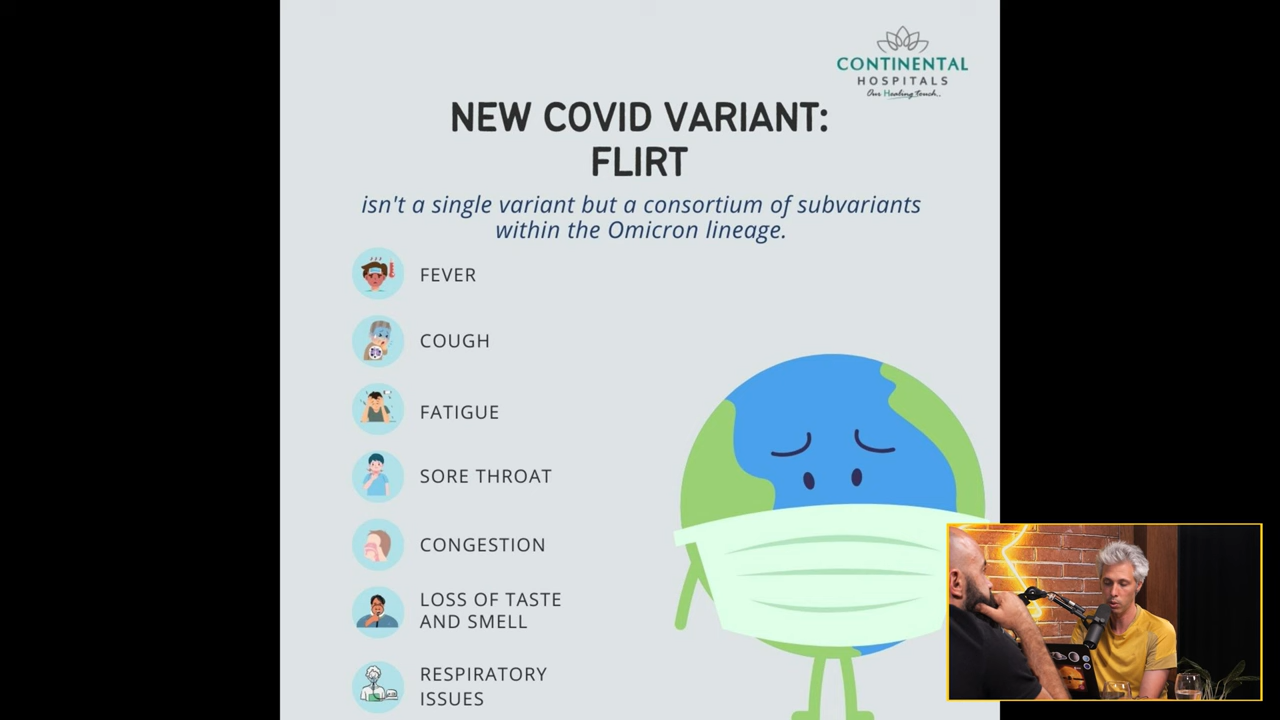 CONTINENTAL
HOSPITALS
Our Healing touch...
NEW COVID VARIANT:
FLIRT
isn't a single variant but a consortium of subvariants
within the Omicron lineage.
FEVER
COUGH
FATIGUE
SORE THROAT
CONGESTION
LOSS OF TASTE
AND SMELL
RESPIRATORY
ISSUES